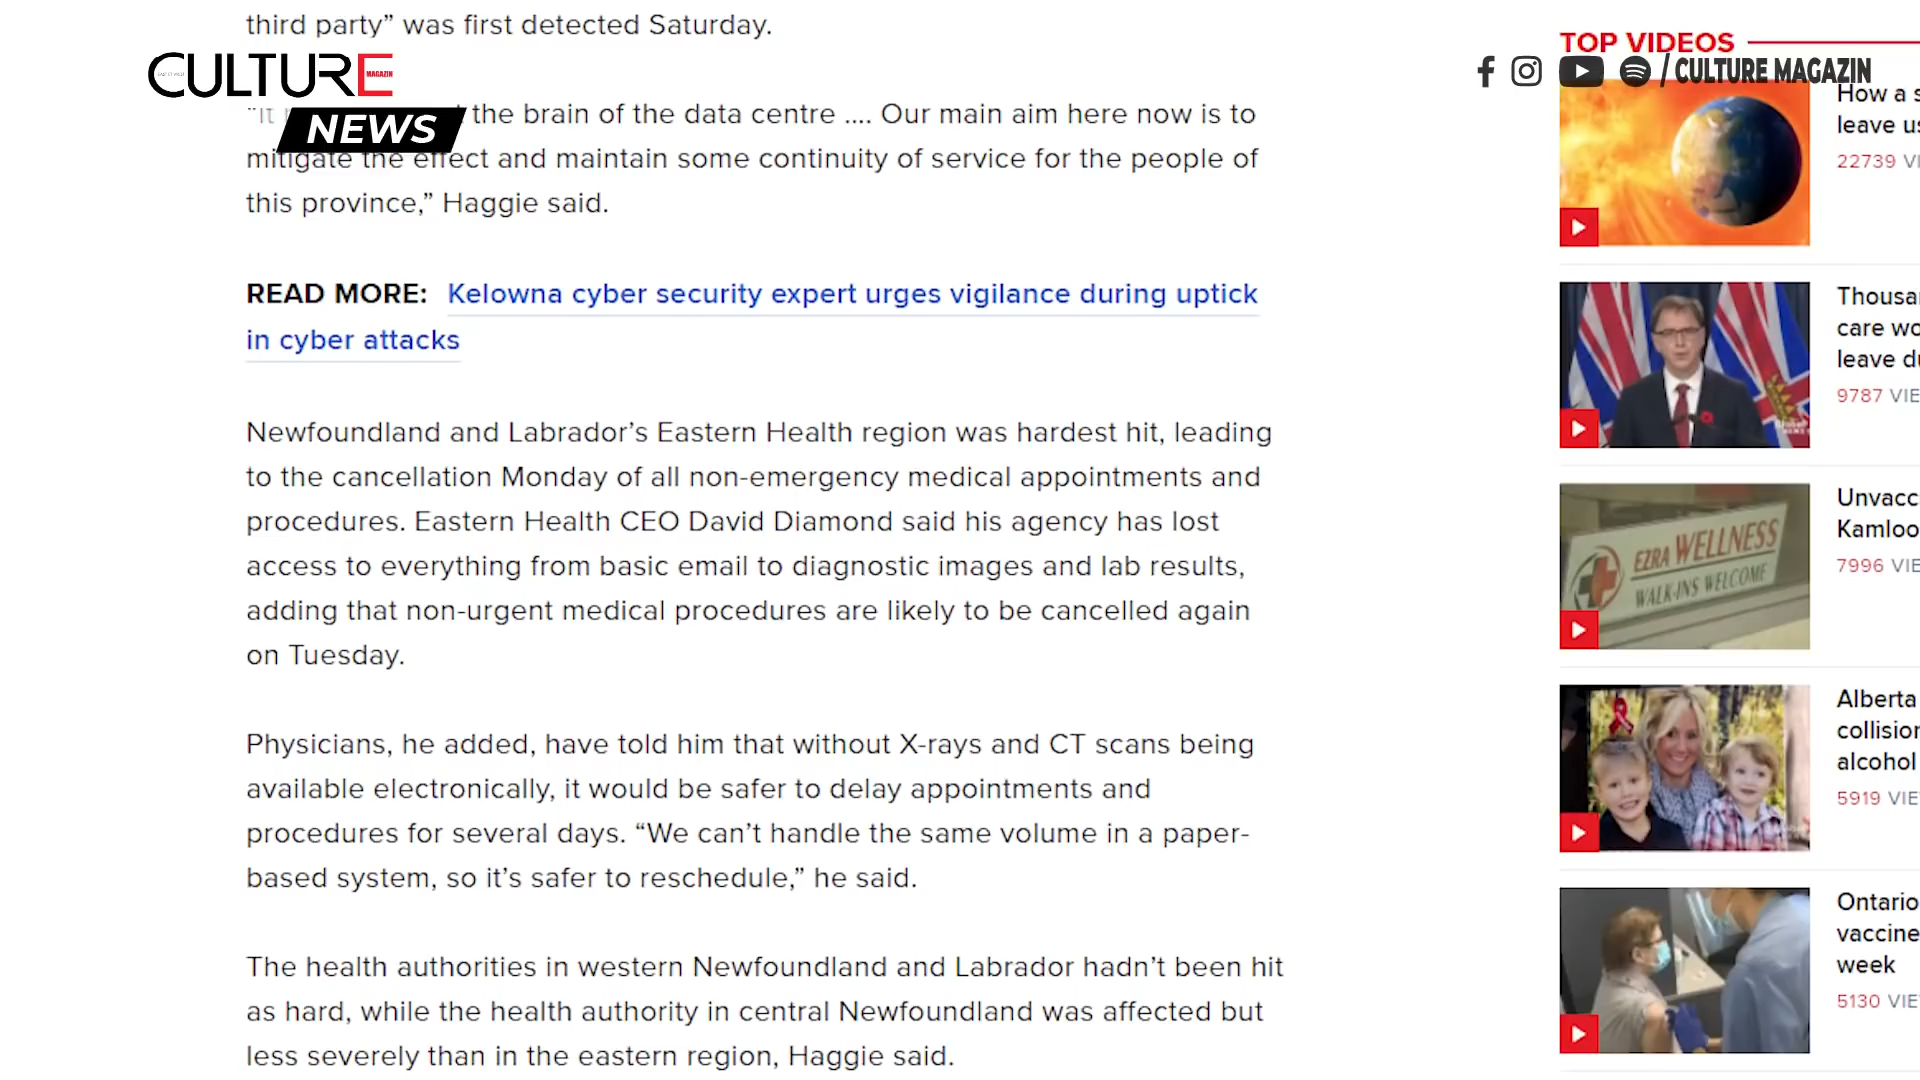 third party” was first detected Saturday.
CULTURE
MAGAZIN
NEWS
“It the brain of the data centre .... Our main aim here now is to
mitigate the effect and maintain some continuity of service for the people of
this province,” Haggie said.
READ MORE: Kelowna cyber security expert urges vigilance during uptick
in cyber attacks
Newfoundland and Labrador’s Eastern Health region was hardest hit, leading
to the cancellation Monday of all non-emergency medical appointments and
procedures. Eastern Health CEO David Diamond said his agency has lost
access to everything from basic email to diagnostic images and lab results,
adding that non-urgent medical procedures are likely to be cancelled again
on Tuesday.
Physicians, he added, have told him that without X-rays and CT scans being
available electronically, it would be safer to delay appointments and
procedures for several days. “We can’t handle the same volume in a paper-
based system, so it’s safer to reschedule,” he said.
The health authorities in western Newfoundland and Labrador hadn’t been hit
as hard, while the health authority in central Newfoundland was affected but
less severely than in the eastern region, Haggie said.
TOP VIDEOS
/ CULTURE MAGAZIN
How a s
leave us
22739 VI
Thousa
care wo
leave du
9787 VIE
EZRA WELLNESS
WALK-INS WELCOME
Unvacc
Kamloo
7996 VIE
Alberta
collision
alcohol
5919 VIE
Ontario
vaccine
week
5130 VIE